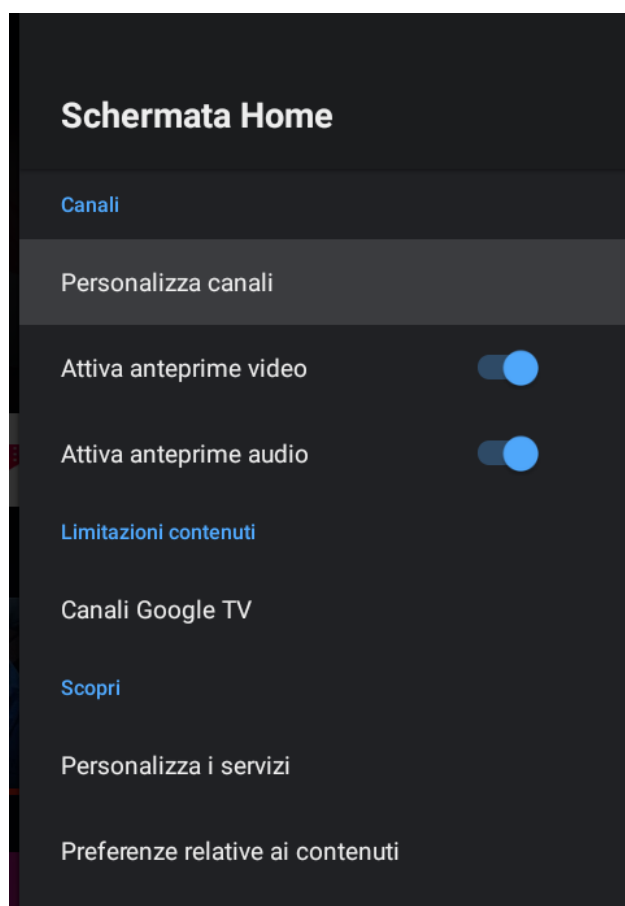 Schermata Home
Canali
Personalizza canali
Attiva anteprime video
Attiva anteprime audio
Limitazioni contenuti
Canali Google TV
Scopri
Personalizza i servizi
Preferenze relative ai contenuti